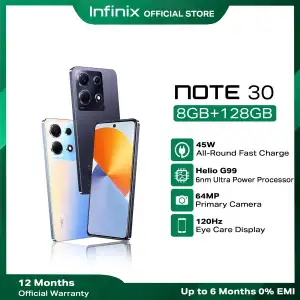 Infinix OFFICIAL STORE
NOTE 30
8GB+128GB
45W
All-Round Fast Charge
Helio G99
6nm Ultra Power Processor
64MP
Primary Camera
120Hz
Eye Care Display
12 Months
Official Warranty
Up to 6 Months 0% EMI